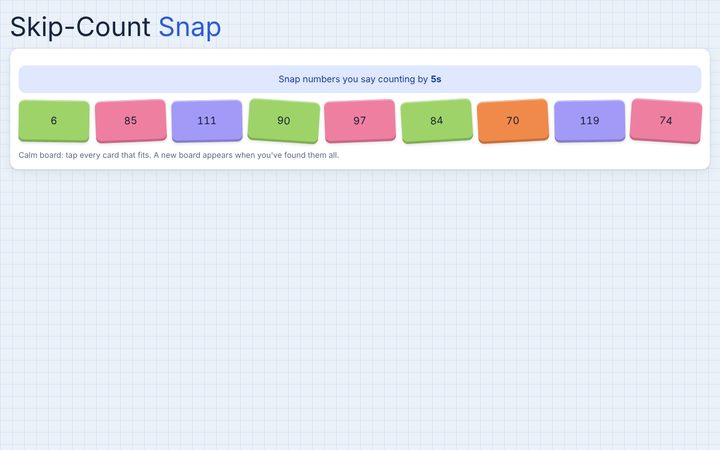 Skip-Count Snap
Snap numbers you say counting by 5s
6 85 111 90 97 84 70 119 74
Calm board: tap every card that fits. A new board appears when you've found them all.